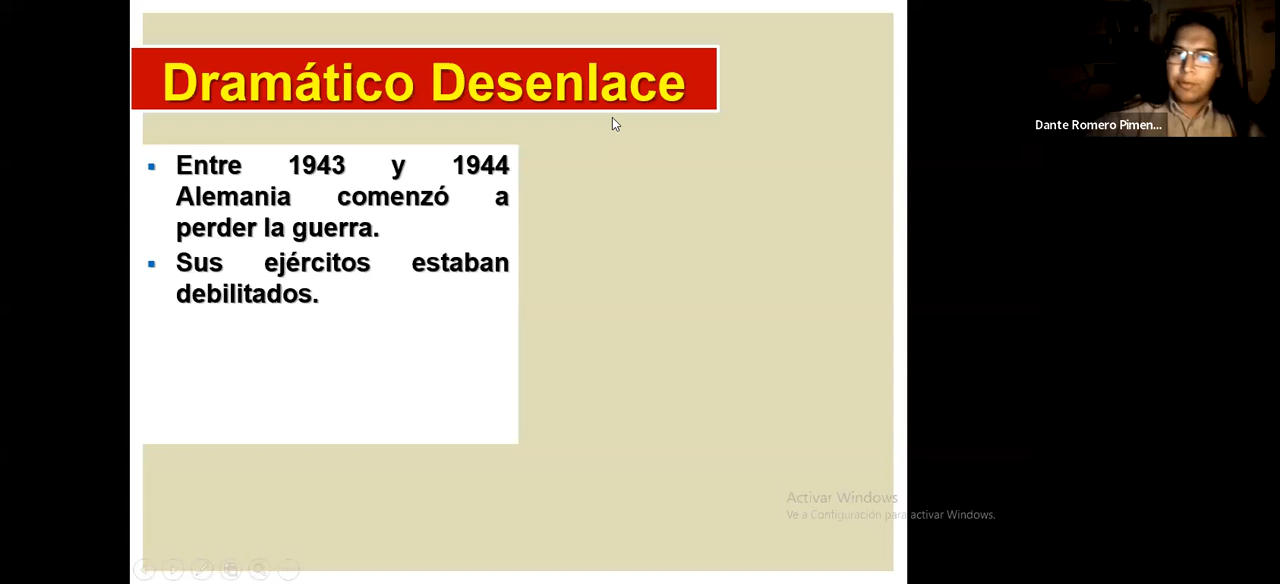 Dramático Desenlace
Entre 1943 y 1944
Alemania comenzó a
perder la guerra.
Sus ejércitos estaban
debilitados.
Dante Romero Pimen...
Activar Windows
Ve a Configuración para activar Windows.